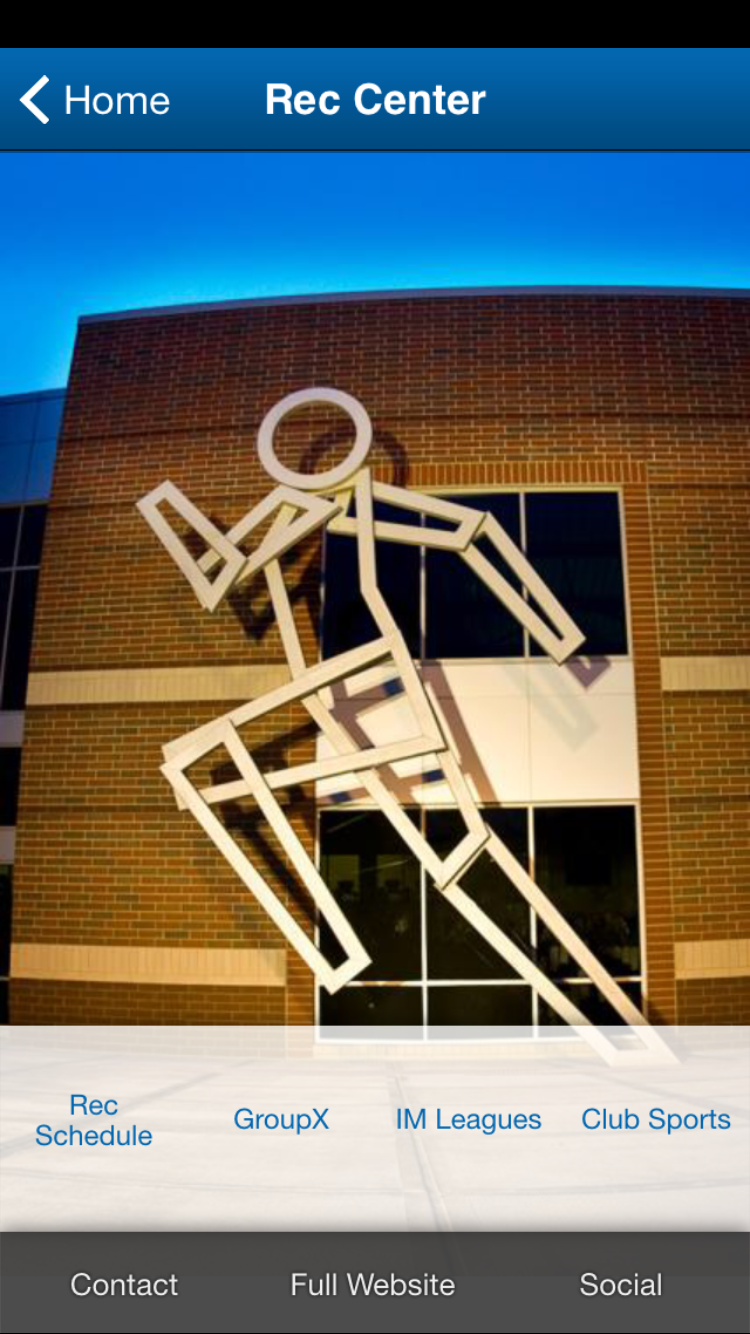 Home
Rec Center
Rec
Schedule
GroupX
IM Leagues
Club Sports
Contact
Full Website
Social